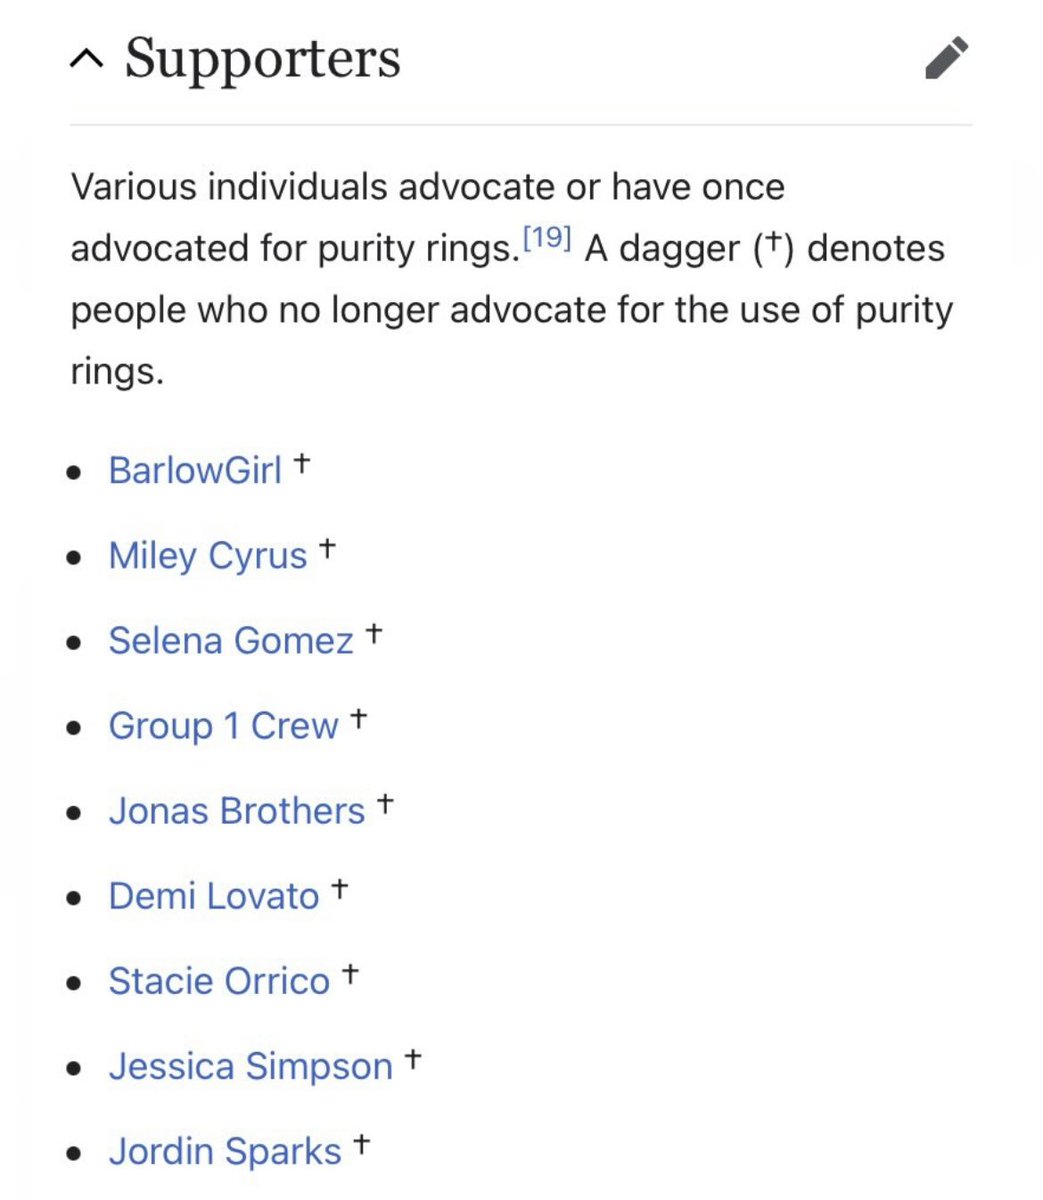 Supporters
Various individuals advocate or have once
advocated for purity rings.[19] A dagger (†) denotes
people who no longer advocate for the use of purity
rings.
• BarlowGirl †
• Miley Cyrus †
• Selena Gomez †
• Group 1 Crew †
• Jonas Brothers †
• Demi Lovato †
• Stacie Orrico †
• Jessica Simpson †
• Jordin Sparks †